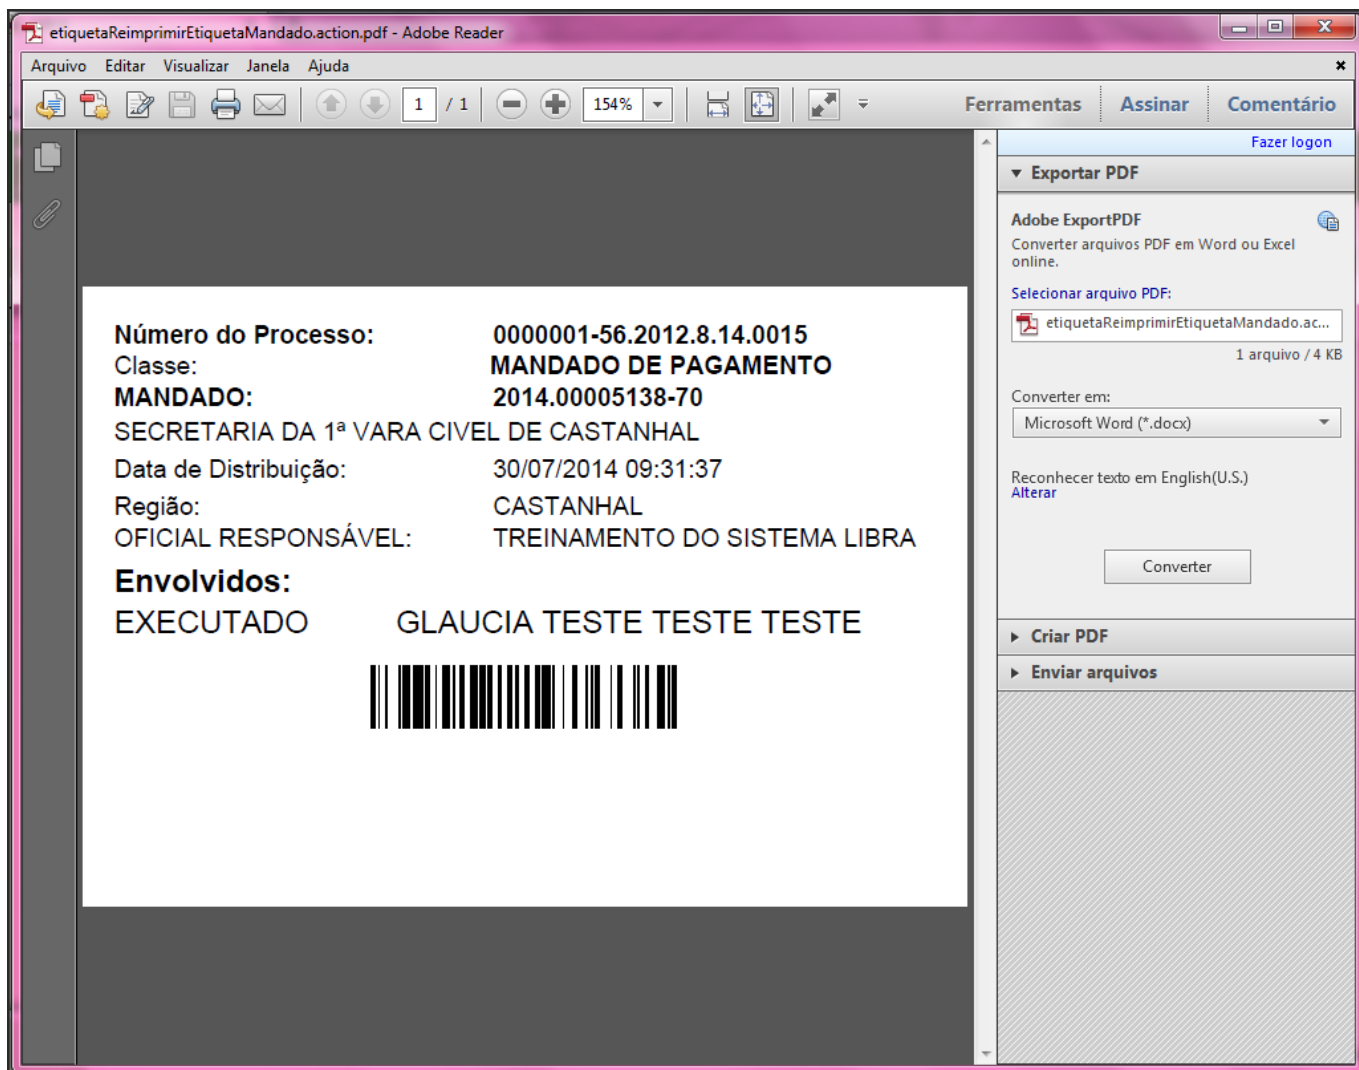 etiquetaReimprimirEtiquetaMandado.action.pdf - Adobe Reader
Arquivo Editar Visualizar Janela Ajuda
1 / 1 154% Ferramentas Assinar Comentário
Fazer logon
Exportar PDF
Adobe ExportPDF
Converter arquivos PDF em Word ou Excel
online.
Selecionar arquivo PDF:
etiquetaReimprimirEtiquetaMandado.ac...
1 arquivo / 4 KB
Converter em:
Microsoft Word (*.docx)
Reconhecer texto em English(U.S.)
Alterar
Converter
Criar PDF
Enviar arquivos
Número do Processo: 0000001-56.2012.8.14.0015
Classe: MANDADO DE PAGAMENTO
MANDADO: 2014.00005138-70
SECRETARIA DA 1ª VARA CIVEL DE CASTANHAL
Data de Distribuição: 30/07/2014 09:31:37
Região: CASTANHAL
OFICIAL RESPONSÁVEL: TREINAMENTO DO SISTEMA LIBRA
Envolvidos:
EXECUTADO GLAUCIA TESTE TESTE TESTE